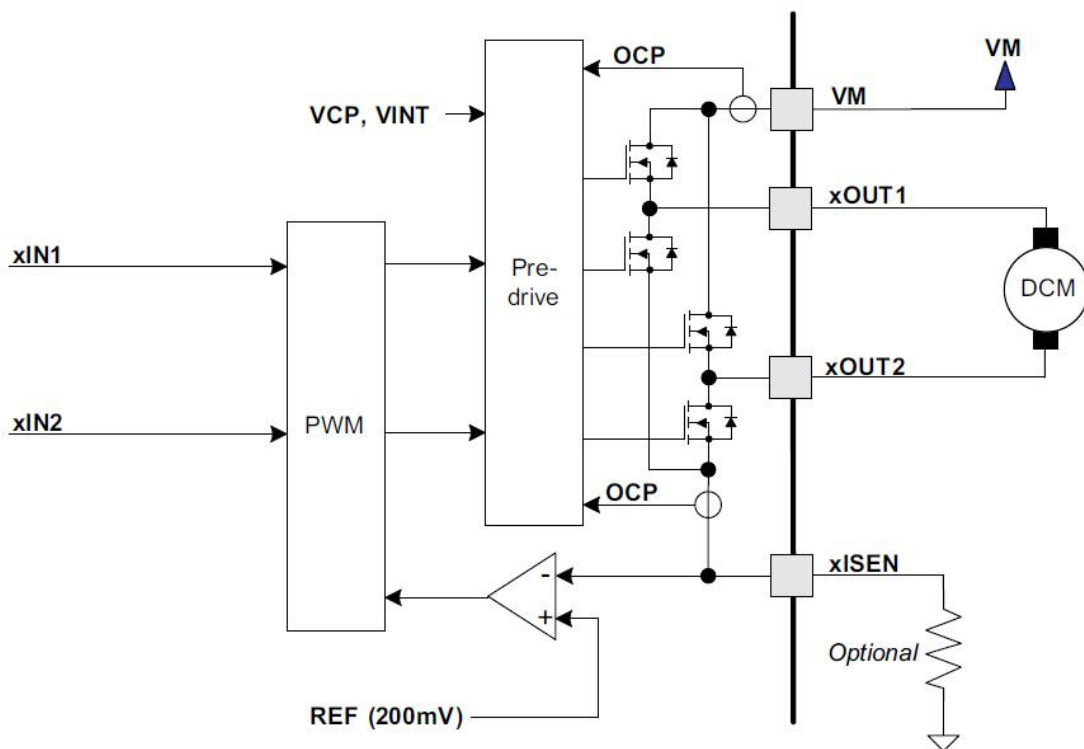 OCP
VM
VM
VCP, VINT
xOUT1
xIN1
Pre-
drive
DCM
xOUT2
xIN2
PWM
OCP
xISEN
-
+
Optional
REF (200mV)